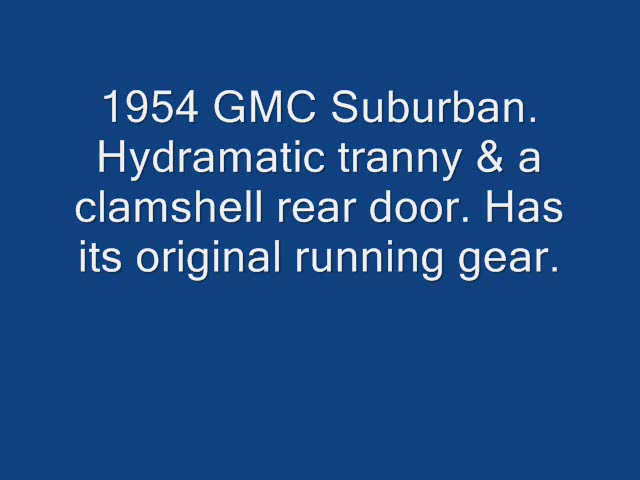 1954 GMC Suburban.
Hydramatic tranny & a
clamshell rear door. Has
its original running gear.